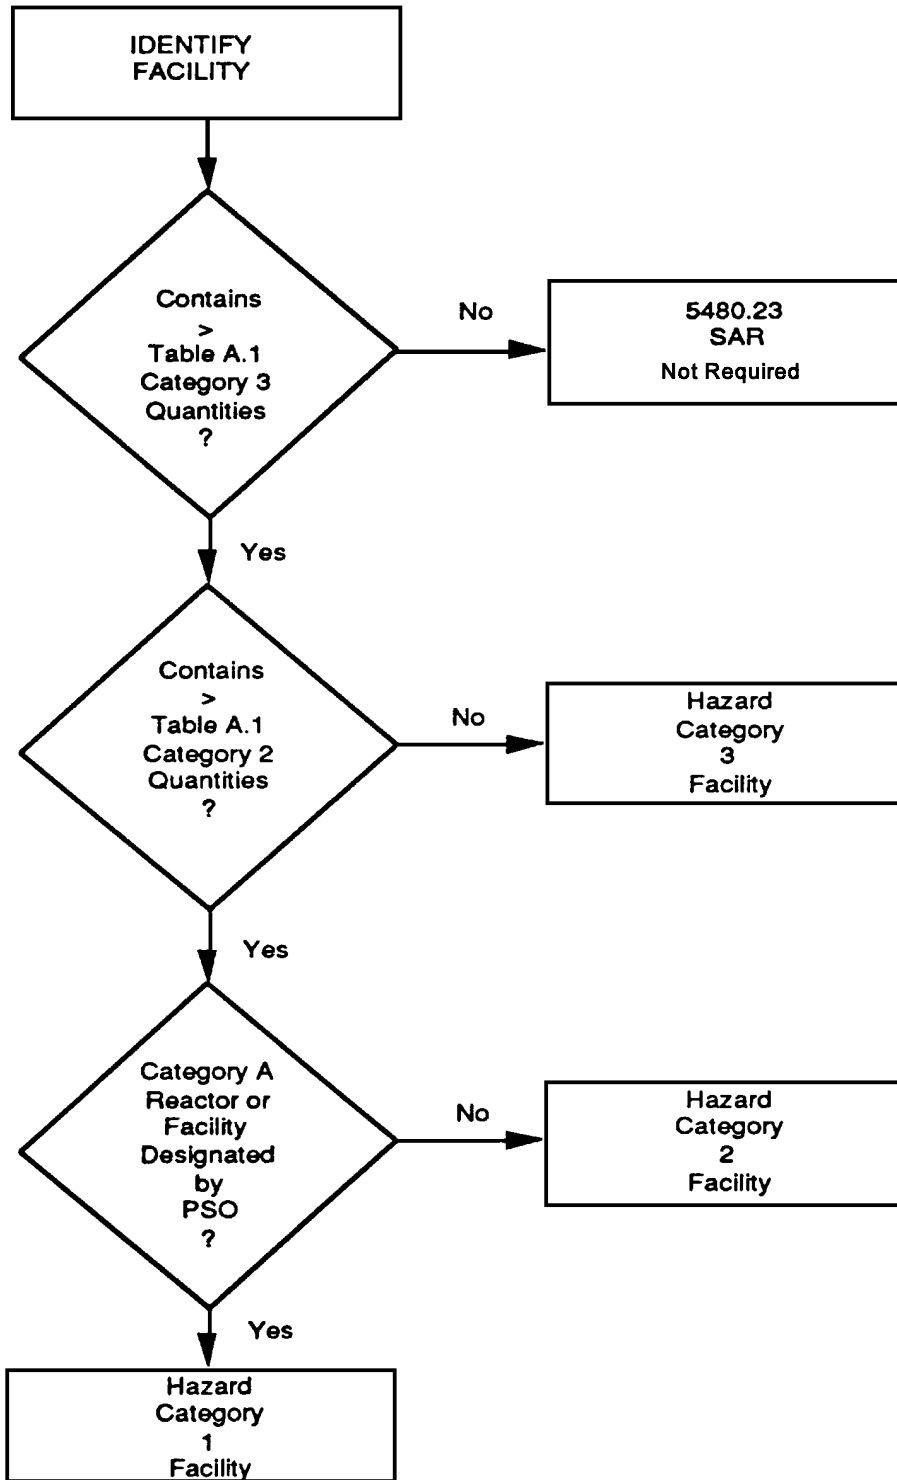 IDENTIFY
FACILITY
Contains
>
Table A.1
Category 3
Quantities
?
No
5480.23
SAR
Not Required
Yes
Contains
>
Table A.1
Category 2
Quantities
?
No
Hazard
Category
3
Facility
Yes
Category A
Reactor or
Facility
Designated
by
PSO
?
No
Hazard
Category
2
Facility
Yes
Hazard
Category
1
Facility